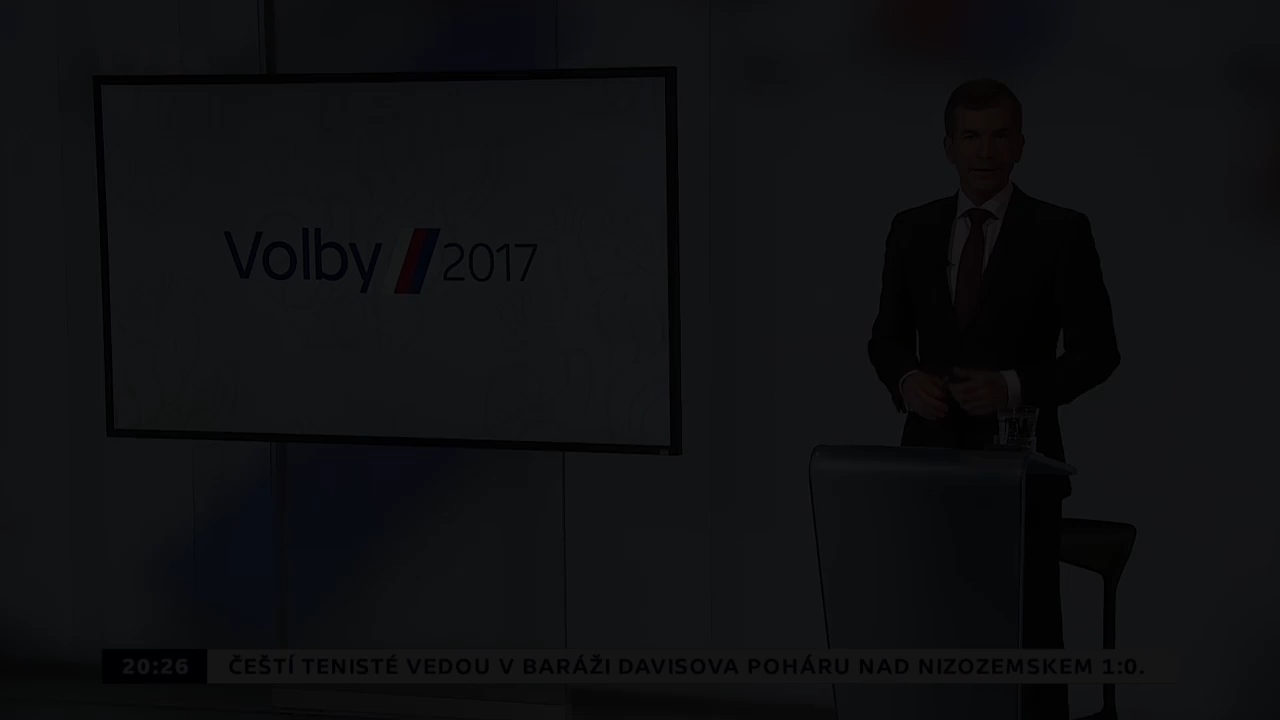 Volby 2017
20:26 ČEŠTÍ TENISTÉ VEDOU V BARÁŽI DAVISOVA POHÁRU NAD NIZOZEMSKEM 1:0.